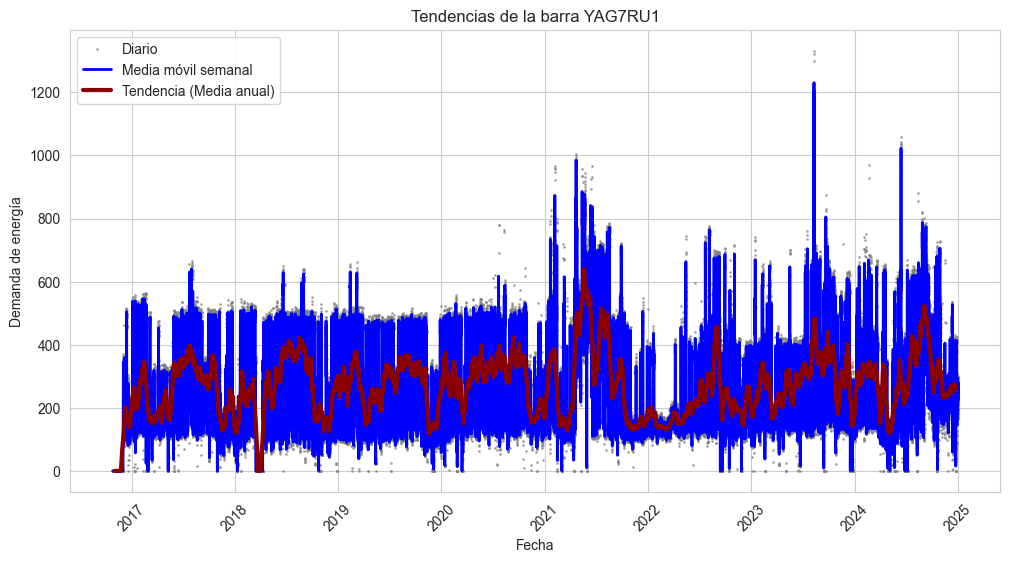 Tendencias de la barra YAG7RU1
Diario
Media móvil semanal
Tendencia (Media anual)
Demanda de energía
1200
1000
800
600
400
200
0
2017
2018
2019
2020
2021
2022
2023
2024
2025
Fecha